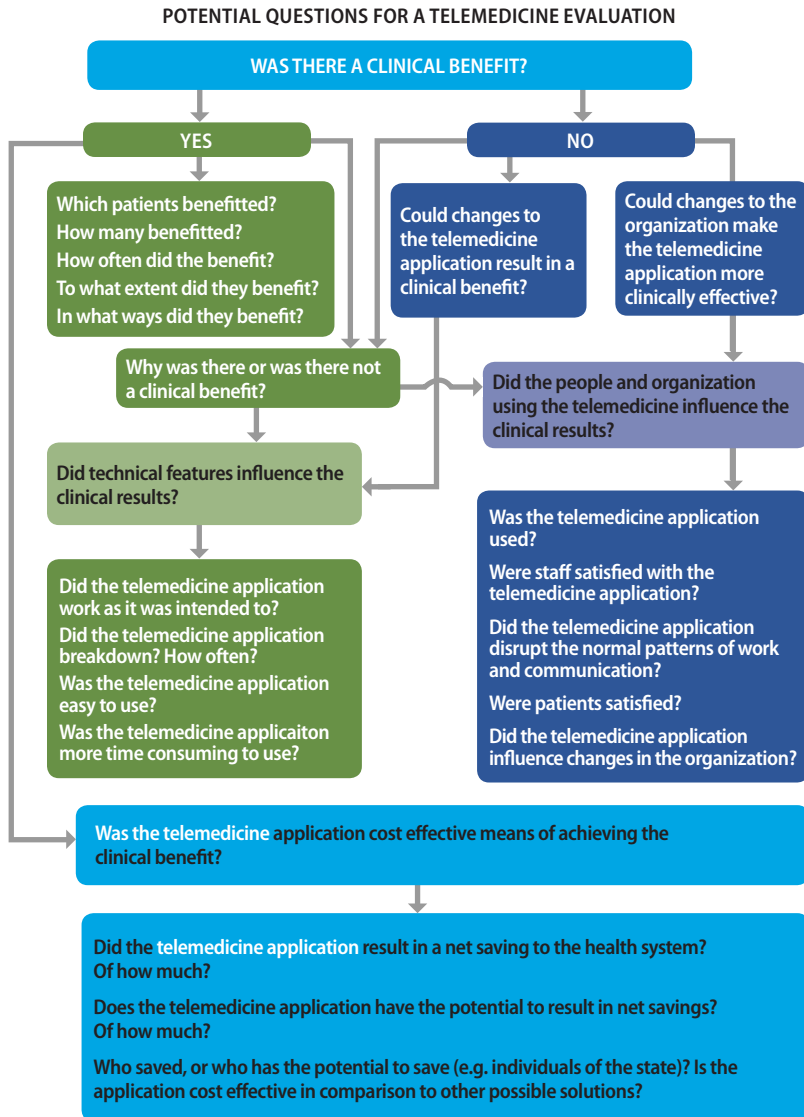 POTENTIAL QUESTIONS FOR A TELEMEDICINE EVALUATION
WAS THERE A CLINICAL BENEFIT?
YES
NO
Which patients benefitted?
How many benefitted?
How often did the benefit?
To what extent did they benefit?
In what ways did they benefit?
Could changes to
the telemedicine
application result in a
clinical benefit?
Could changes to the
organization make
the telemedicine
application more
clinically effective?
Why was there or was there not
a clinical benefit?
Did the people and organization
using the telemedicine influence the
clinical results?
Did technical features influence the
clinical results?
Did the telemedicine application
work as it was intended to?
Did the telemedicine application
breakdown? How often?
Was the telemedicine application
easy to use?
Was the telemedicine applicaiton
more time consuming to use?
Was the telemedicine application
used?
Were staff satisfied with the
telemedicine application?
Did the telemedicine application
disrupt the normal patterns of work
and communication?
Were patients satisfied?
Did the telemedicine application
influence changes in the organization?
Was the telemedicine application cost effective means of achieving the
clinical benefit?
Did the telemedicine application result in a net saving to the health system?
Of how much?
Does the telemedicine application have the potential to result in net savings?
Of how much?
Who saved, or who has the potential to save (e.g. individuals of the state)? Is the
application cost effective in comparison to other possible solutions?